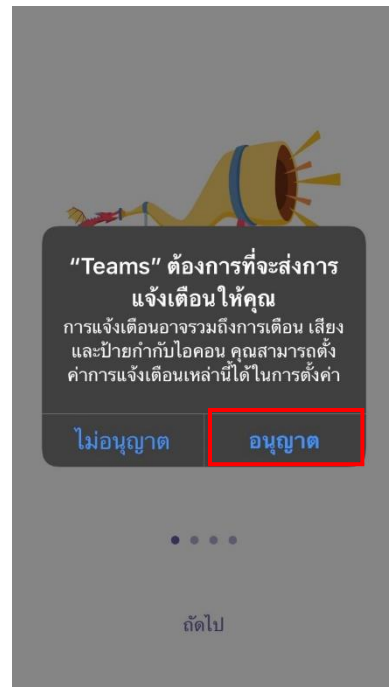 “Teams” ต้องการที่จะส่งการ
แจ้งเตือนให้คุณ
การแจ้งเตือนอาจรวมถึงการเตือน เสียง
และป้ายกำกับไอคอน คุณสามารถตั้ง
ค่าการแจ้งเตือนเหล่านี้ได้ในการตั้งค่า
ไม่อนุญาต
อนุญาต
ถัดไป